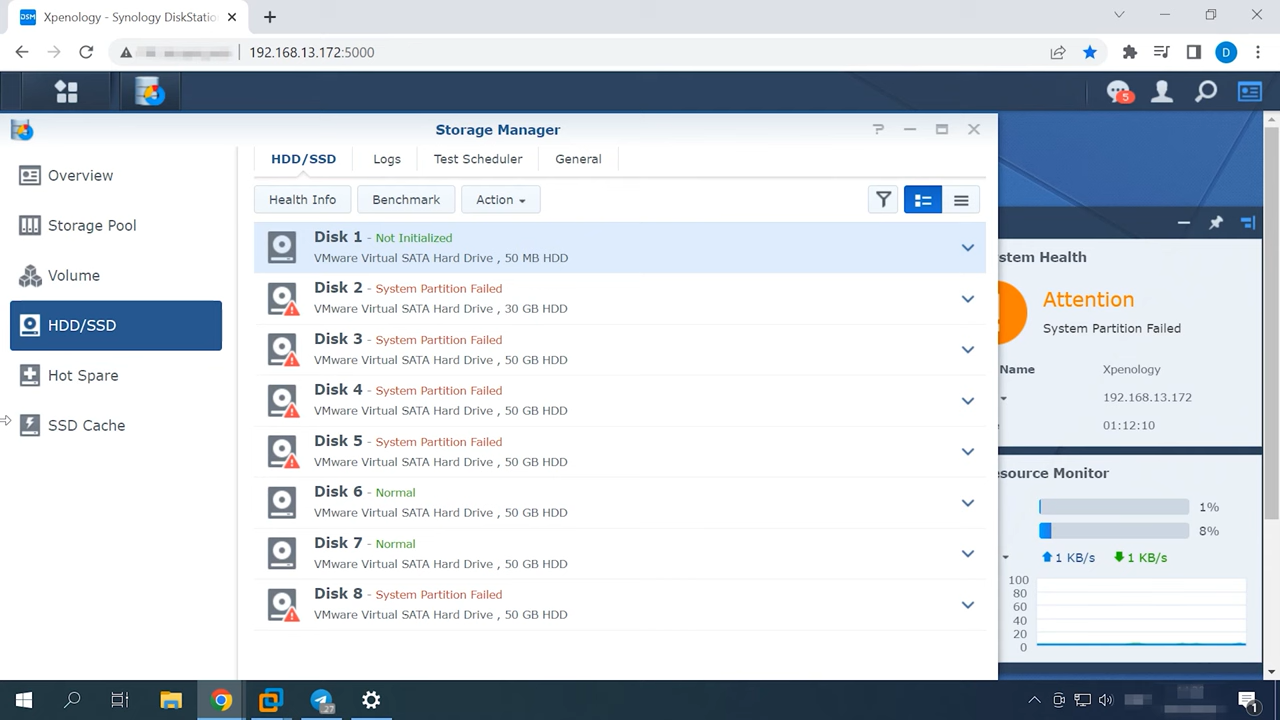 DSM
Xpenology - Synology DiskStatio
192.168.13.172:5000
D
5
Storage Manager
?
Overview
Storage Pool
Volume
HDD/SSD
Hot Spare
SSD Cache
HDD/SSD
Logs
Test Scheduler
General
Health Info
Benchmark
Action
Disk 1 - Not Initialized
VMware Virtual SATA Hard Drive , 50 MB HDD
Disk 2 - System Partition Failed
VMware Virtual SATA Hard Drive , 30 GB HDD
Disk 3 - System Partition Failed
VMware Virtual SATA Hard Drive , 50 GB HDD
Disk 4 - System Partition Failed
VMware Virtual SATA Hard Drive , 50 GB HDD
Disk 5 - System Partition Failed
VMware Virtual SATA Hard Drive , 50 GB HDD
Disk 6 - Normal
VMware Virtual SATA Hard Drive , 50 GB HDD
Disk 7 - Normal
VMware Virtual SATA Hard Drive , 50 GB HDD
Disk 8 - System Partition Failed
VMware Virtual SATA Hard Drive , 50 GB HDD
stem Health
Attention
System Partition Failed
Name Xpenology
192.168.13.172
01:12:10
source Monitor
1%
8%
1 KB/s 1 KB/s
100
80
60
40
20
0
1